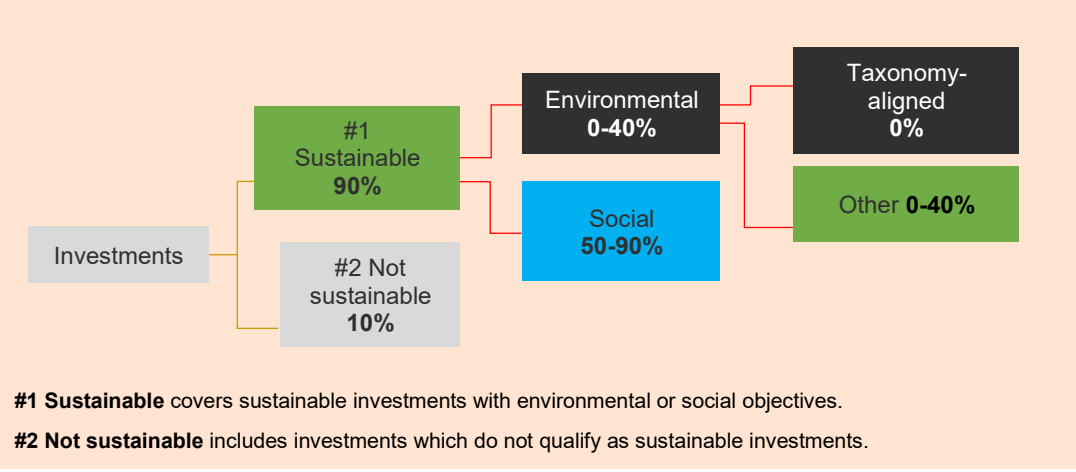 Investments
#1
Sustainable
90%
#2 Not
sustainable
10%
Environmental
0-40%
Social
50-90%
Taxonomy-
aligned
0%
Other 0-40%
#1 Sustainable covers sustainable investments with environmental or social objectives.
#2 Not sustainable includes investments which do not qualify as sustainable investments.